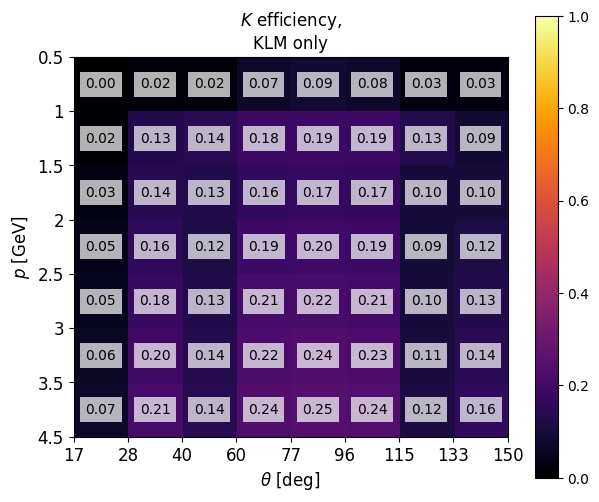 K efficiency,
KLM only
1.0
0.5
0.00 0.02 0.02 0.07 0.09 0.08 0.03 0.03
1
0.02 0.13 0.14 0.18 0.19 0.19 0.13 0.09
0.8
1.5
0.03 0.14 0.13 0.16 0.17 0.17 0.10 0.10
2
0.6
p [GeV]
0.05 0.16 0.12 0.19 0.20 0.19 0.09 0.12
2.5
0.05 0.18 0.13 0.21 0.22 0.21 0.10 0.13
0.4
3
0.06 0.20 0.14 0.22 0.24 0.23 0.11 0.14
3.5
0.2
0.07 0.21 0.14 0.24 0.25 0.24 0.12 0.16
4.5
17 28 40 60 77 96 115 133 150
0.0
θ [deg]